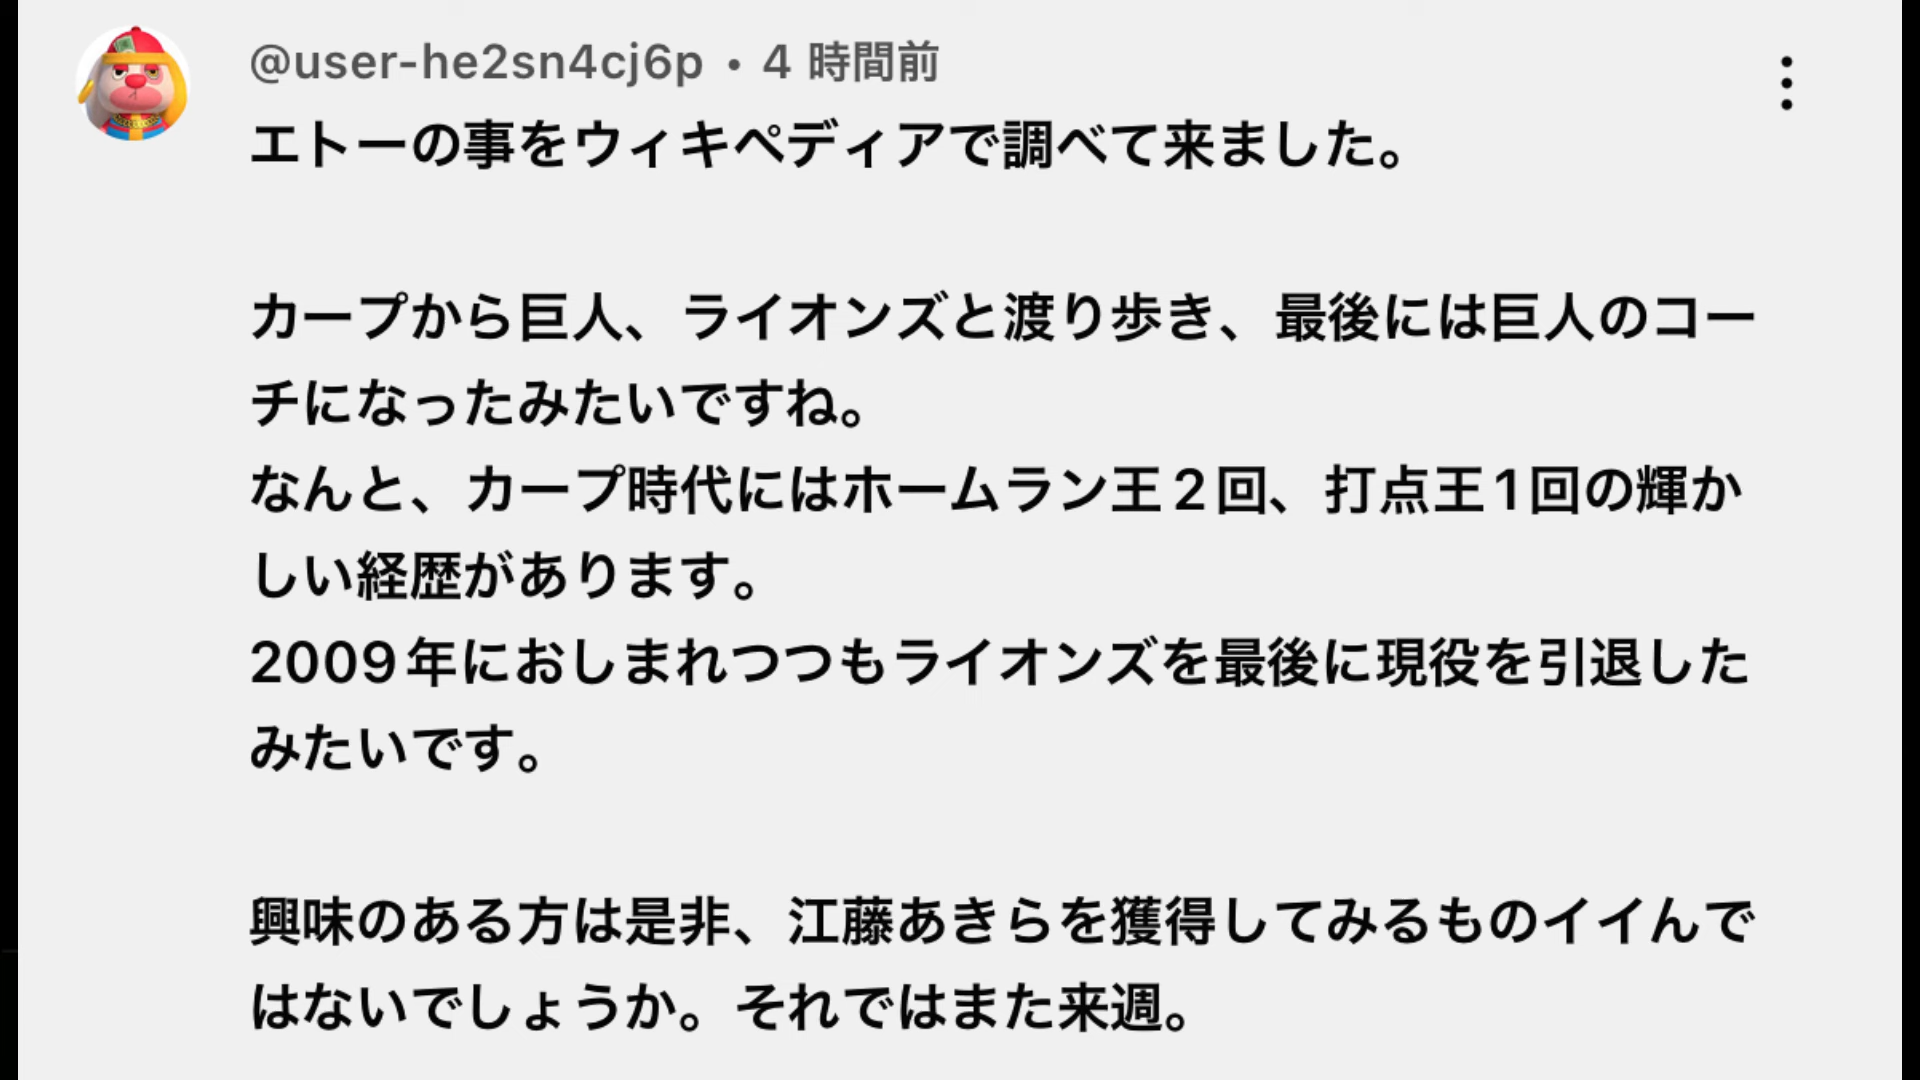 @user-he2sn4cj6p • 4 時間前
エトーの事をウィキペディアで調べて来ました。
カープから巨人、ライオンズと渡り歩き、最後には巨人のコー
チになったみたいですね。
なんと、カープ時代にはホームラン王2回、打点王1回の輝か
しい経歴があります。
2009年におしまれつつもライオンズを最後に現役を引退した
みたいです。
興味のある方は是非、江藤あきらを獲得してみるものイイんで
はないでしょうか。それではまた来週。